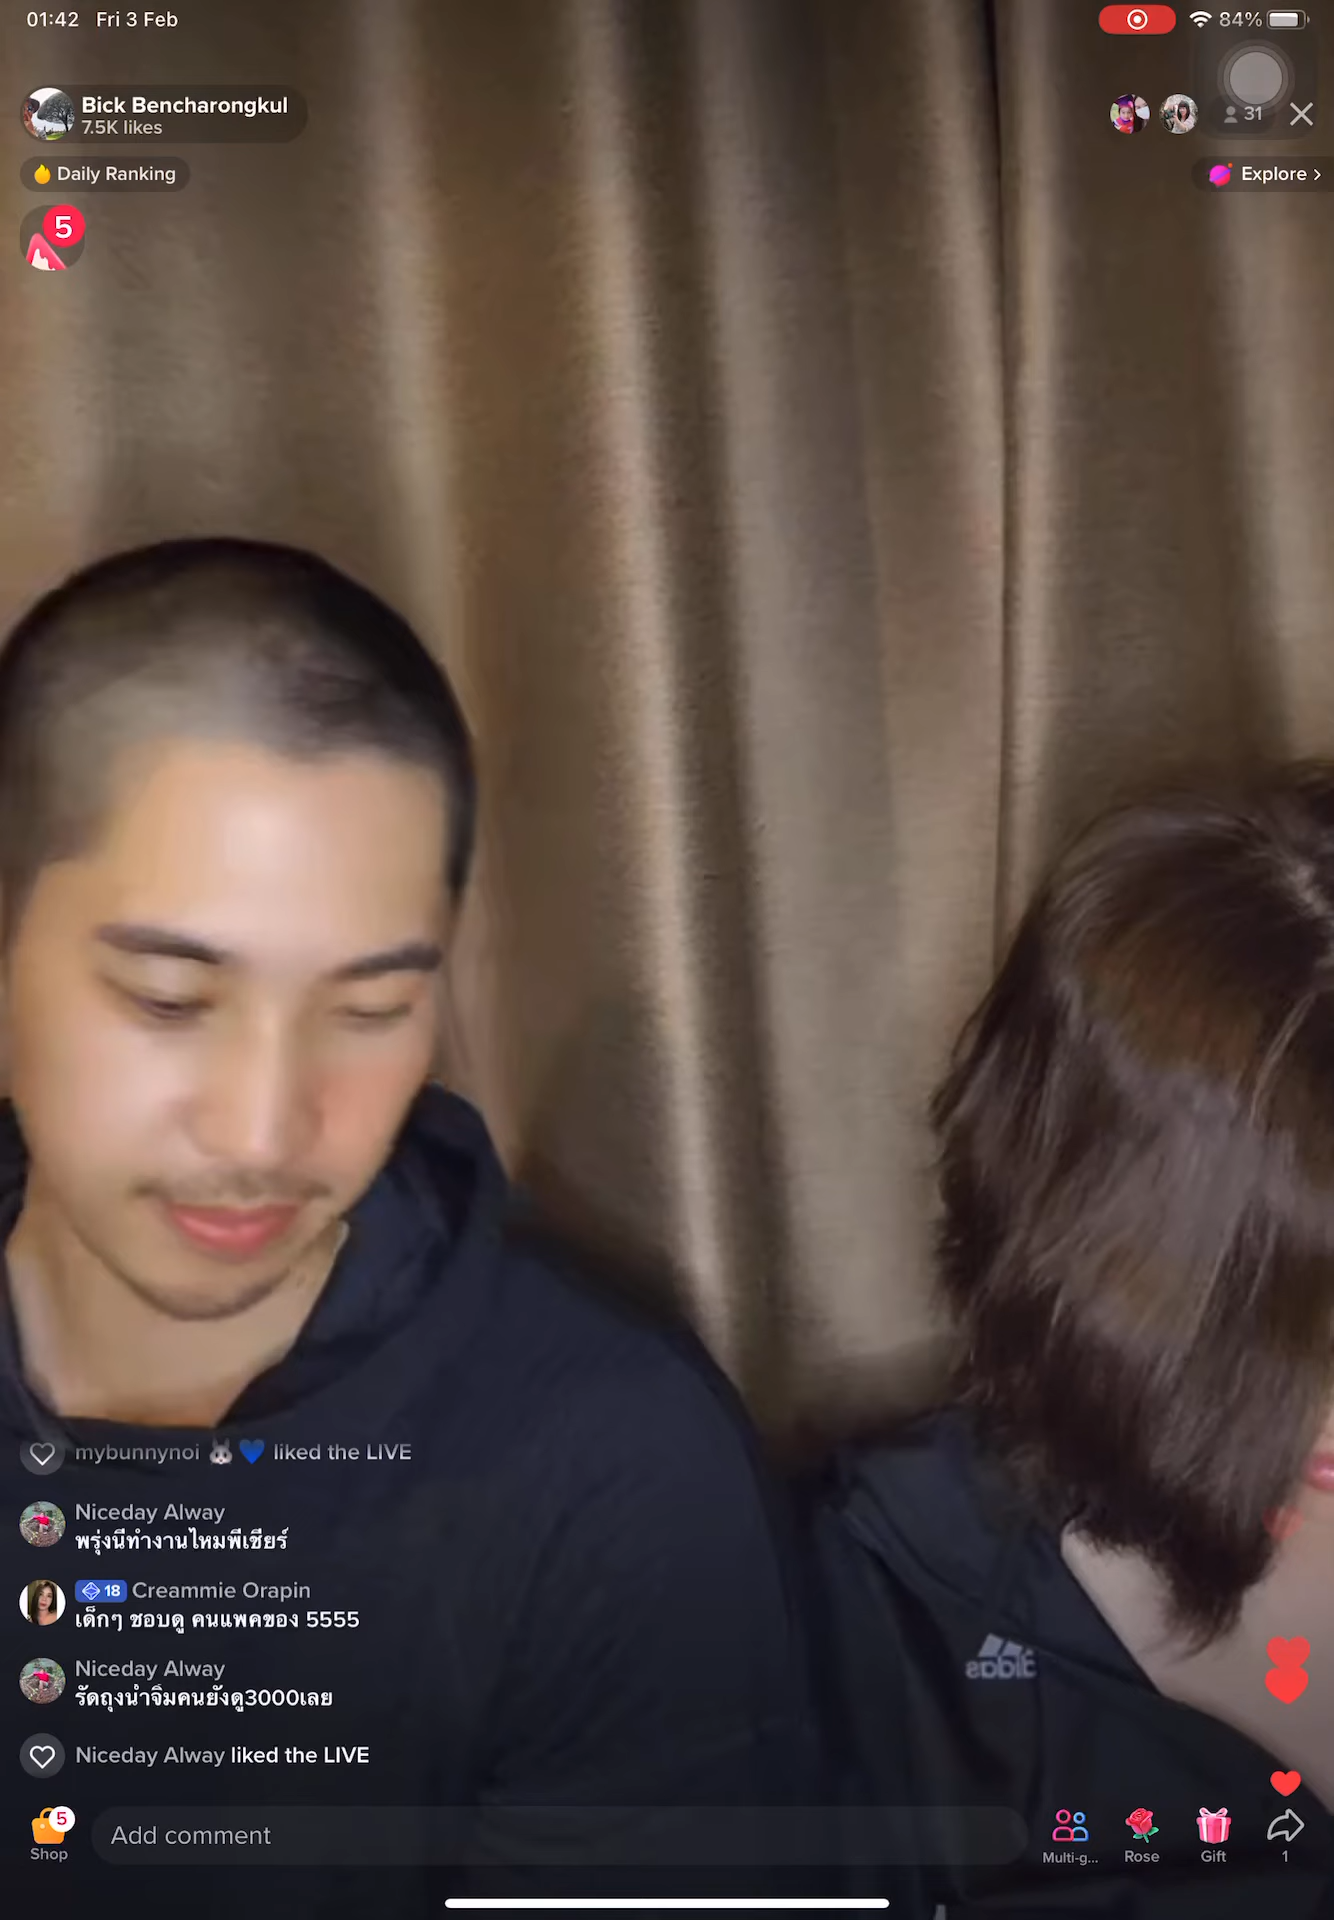 01:42 Fri 3 Feb
84%
Bick Bencharongkul
7.5K likes
31
Daily Ranking
Explore >
5
mybunnynoi 🐰💙 liked the LIVE
Niceday Alway
พรุ่งนี้ทำงานไหมพี่เชียร์
18 Creammie Orapin
เด็กๆ ชอบดู คนแพคของ 5555
Niceday Alway
รัดถุงน้ำจิ้มคนยังดู3000เลย
Niceday Alway liked the LIVE
adidas
5
Shop
Add comment
Multi-g...
Rose
Gift
1